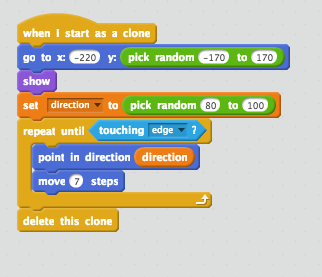 when I start as a clone
go to x: -220 y: pick random -170 to 170
show
set direction to pick random 80 to 100
repeat until touching edge ?
point in direction direction
move 7 steps
delete this clone